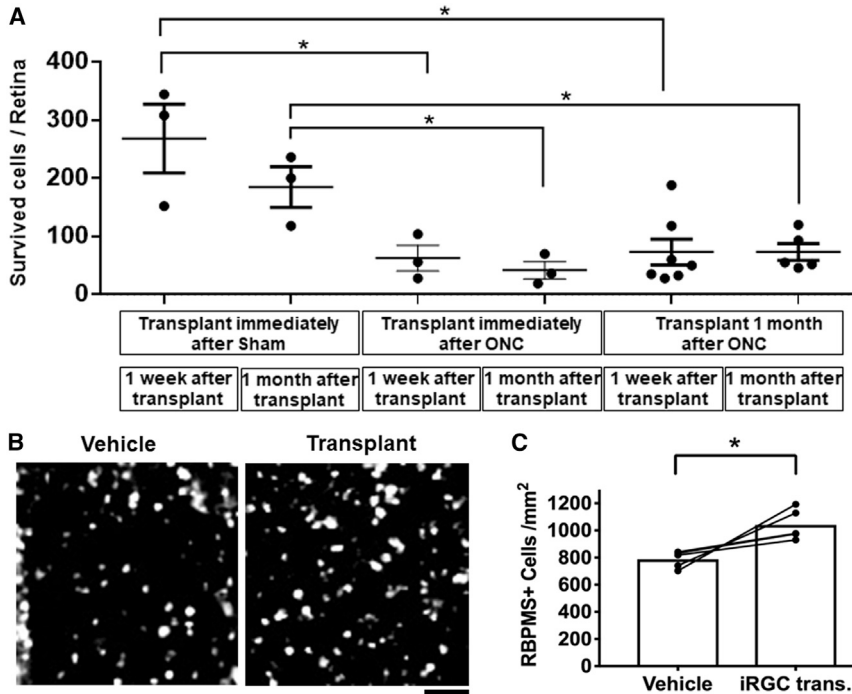 A
*
*
*
*
Survived cells / Retina
400
300
200
100
0
Transplant immediately
after Sham
Transplant immediately
after ONC
Transplant 1 month
after ONC
1 week after
transplant
1 month after
transplant
1 week after
transplant
1 month after
transplant
1 week after
transplant
1 month after
transplant
B
Vehicle
Transplant
C
*
RBPMS+ Cells /mm²
1200
1000
800
600
400
200
0
Vehicle
iRGC trans.